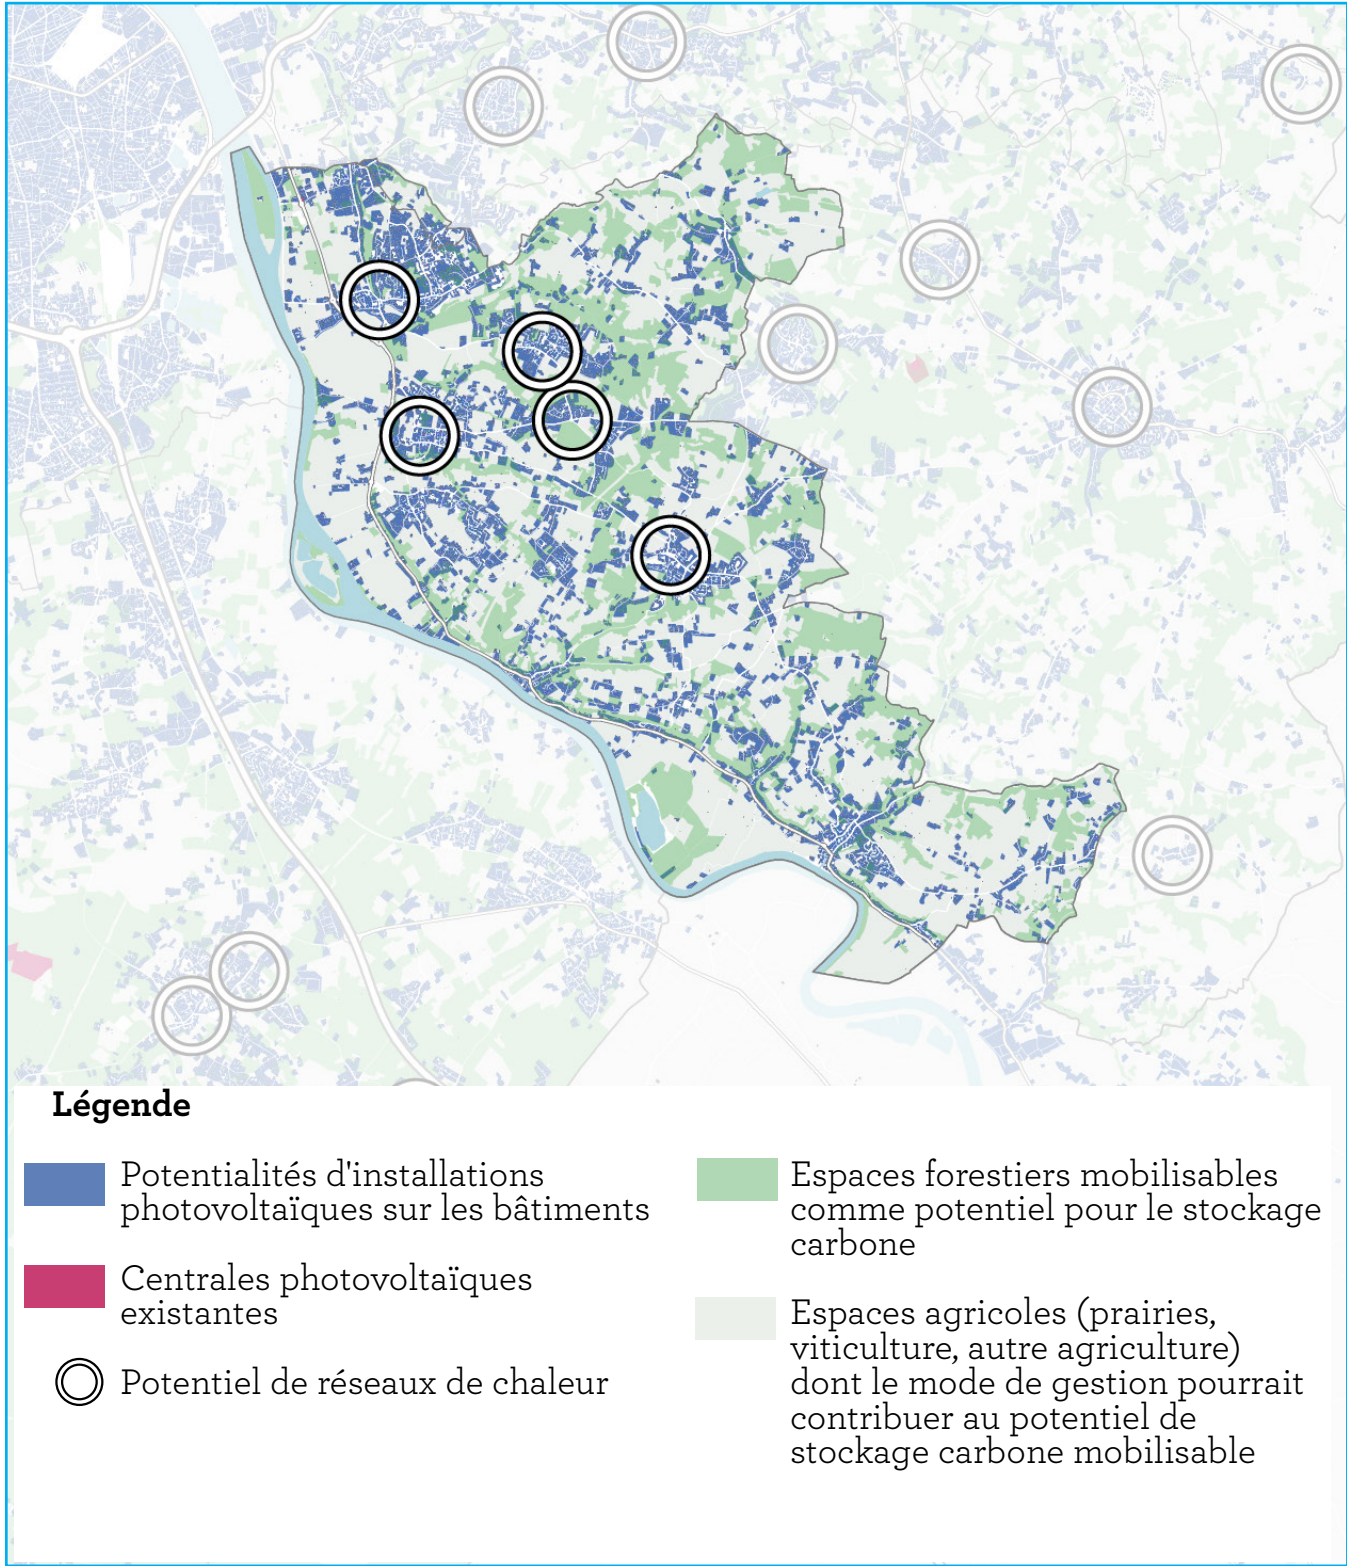 Légende
Potentialités d'installations
photovoltaïques sur les bâtiments
Centrales photovoltaïques
existantes
Potentiel de réseaux de chaleur
Espaces forestiers mobilisables
comme potentiel pour le stockage
carbone
Espaces agricoles (prairies,
viticulture, autre agriculture)
dont le mode de gestion pourrait
contribuer au potentiel de
stockage carbone mobilisable